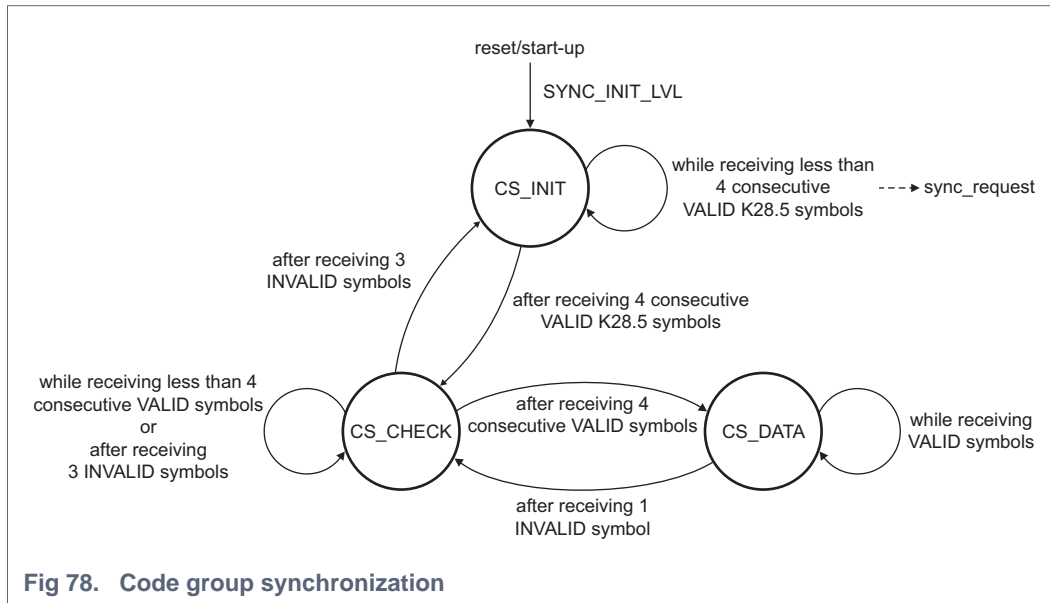 reset/start-up
SYNC_INIT_LVL
CS_INIT
while receiving less than
4 consecutive
VALID K28.5 symbols
sync_request
after receiving 3
INVALID symbols
after receiving 4 consecutive
VALID K28.5 symbols
while receiving less than 4
consecutive VALID symbols
or
after receiving
3 INVALID symbols
CS_CHECK
after receiving 4
consecutive VALID symbols
CS_DATA
while receiving
VALID symbols
after receiving 1
INVALID symbol
Fig 78. Code group synchronization